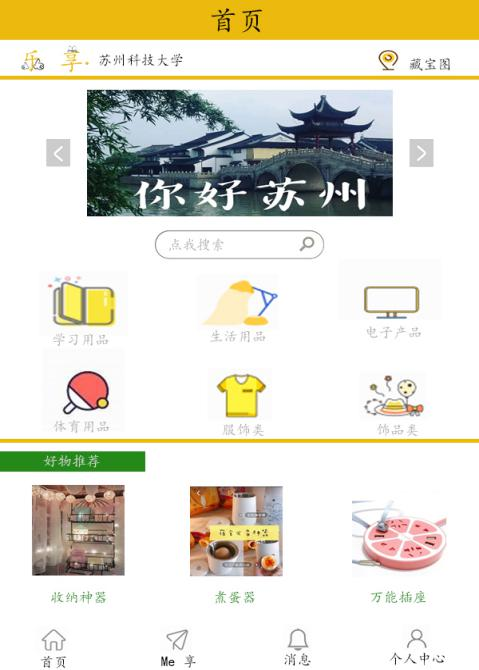 首页
乐 享. 苏州科技大学
藏宝图
你好苏州
点我搜索
学习用品
生活用品
电子产品
体育用品
服饰类
饰品类
好物推荐
收纳神器
煮蛋器
万能插座
首页
Me 享
消息
个人中心